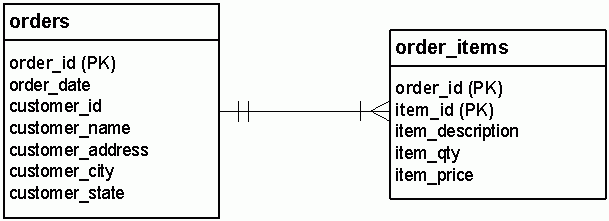 orders
order_id (PK)
order_date
customer_id
customer_name
customer_address
customer_city
customer_state
order_items
order_id (PK)
item_id (PK)
item_description
item_qty
item_price